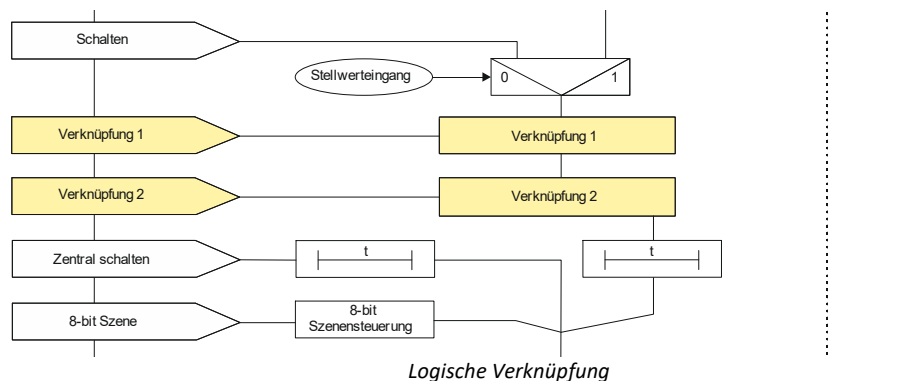 Schalten
Stellwerteingang
0
1
Verknüpfung 1
Verknüpfung 1
Verknüpfung 2
Verknüpfung 2
Zentral schalten
t
t
8-bit Szene
8-bit
Szenensteuerung
Logische Verknüpfung